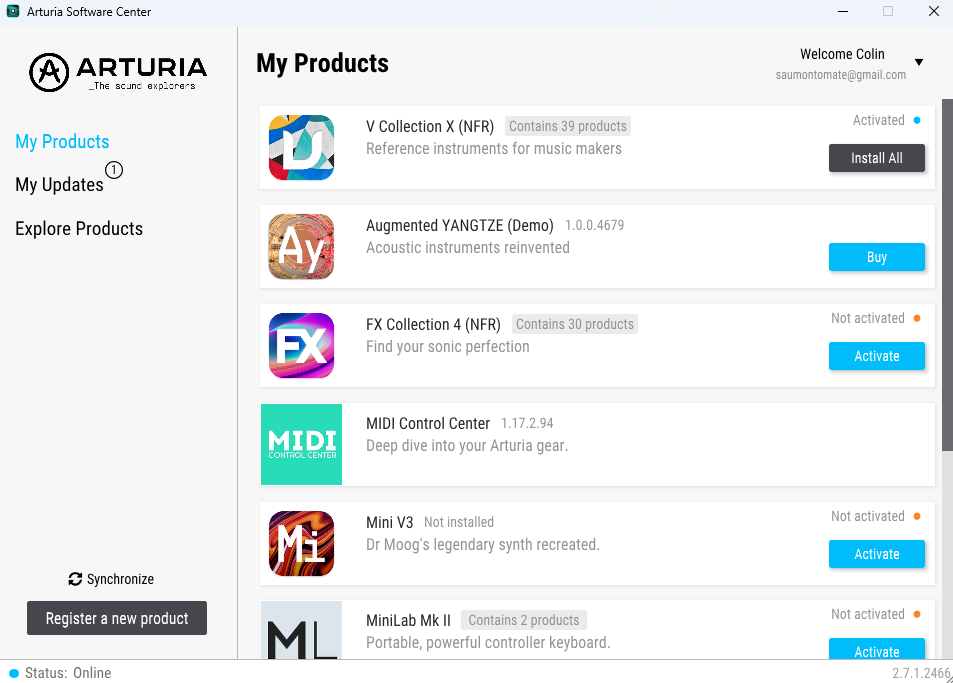 Arturia Software Center
ARTURIA
_The sound explorers
My Products
My Updates
1
Explore Products
Synchronize
Register a new product
My Products
Welcome Colin
saumontomate@gmail.com
V Collection X (NFR) Contains 39 products
Reference instruments for music makers
Activated
Install All
Ay
Augmented YANGTZE (Demo) 1.0.0.4679
Acoustic instruments reinvented
Buy
FX
FX Collection 4 (NFR) Contains 30 products
Find your sonic perfection
Not activated
Activate
MIDI
CONTROL CENTER
MIDI Control Center 1.17.2.94
Deep dive into your Arturia gear.
Mi
Mini V3 Not installed
Dr Moog's legendary synth recreated.
Not activated
Activate
ML
MiniLab Mk II Contains 2 products
Portable, powerful controller keyboard.
Not activated
Activate
Status: Online
2.7.1.2466